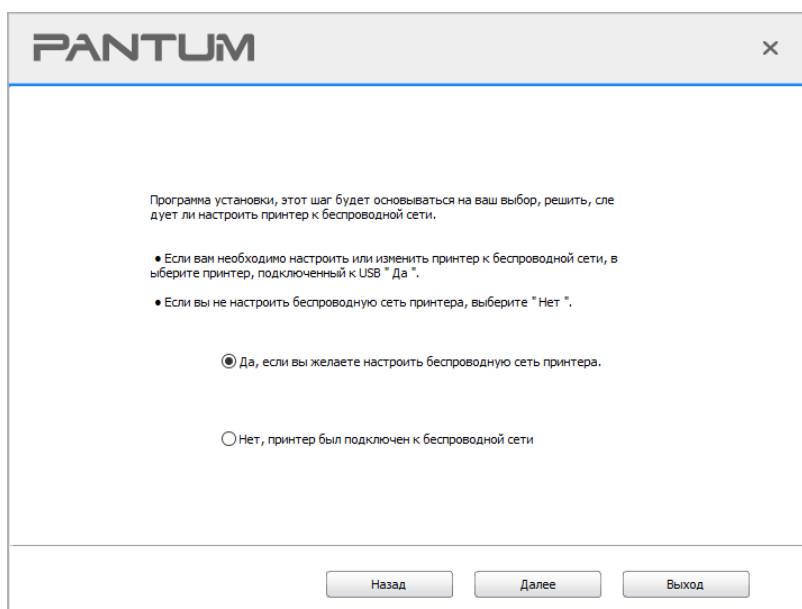 PANTUM
Программа установки, этот шаг будет основываться на ваш выбор, решить, сле
дует ли настроить принтер к беспроводной сети.
● Если вам необходимо настроить или изменить принтер к беспроводной сети, в
ыберите принтер, подключенный к USB " Да ".
● Если вы не настроить беспроводную сеть принтера, выберите " Нет ".
Да, если вы желаете настроить беспроводную сеть принтера.
Нет, принтер был подключен к беспроводной сети
Назад Далее Выход